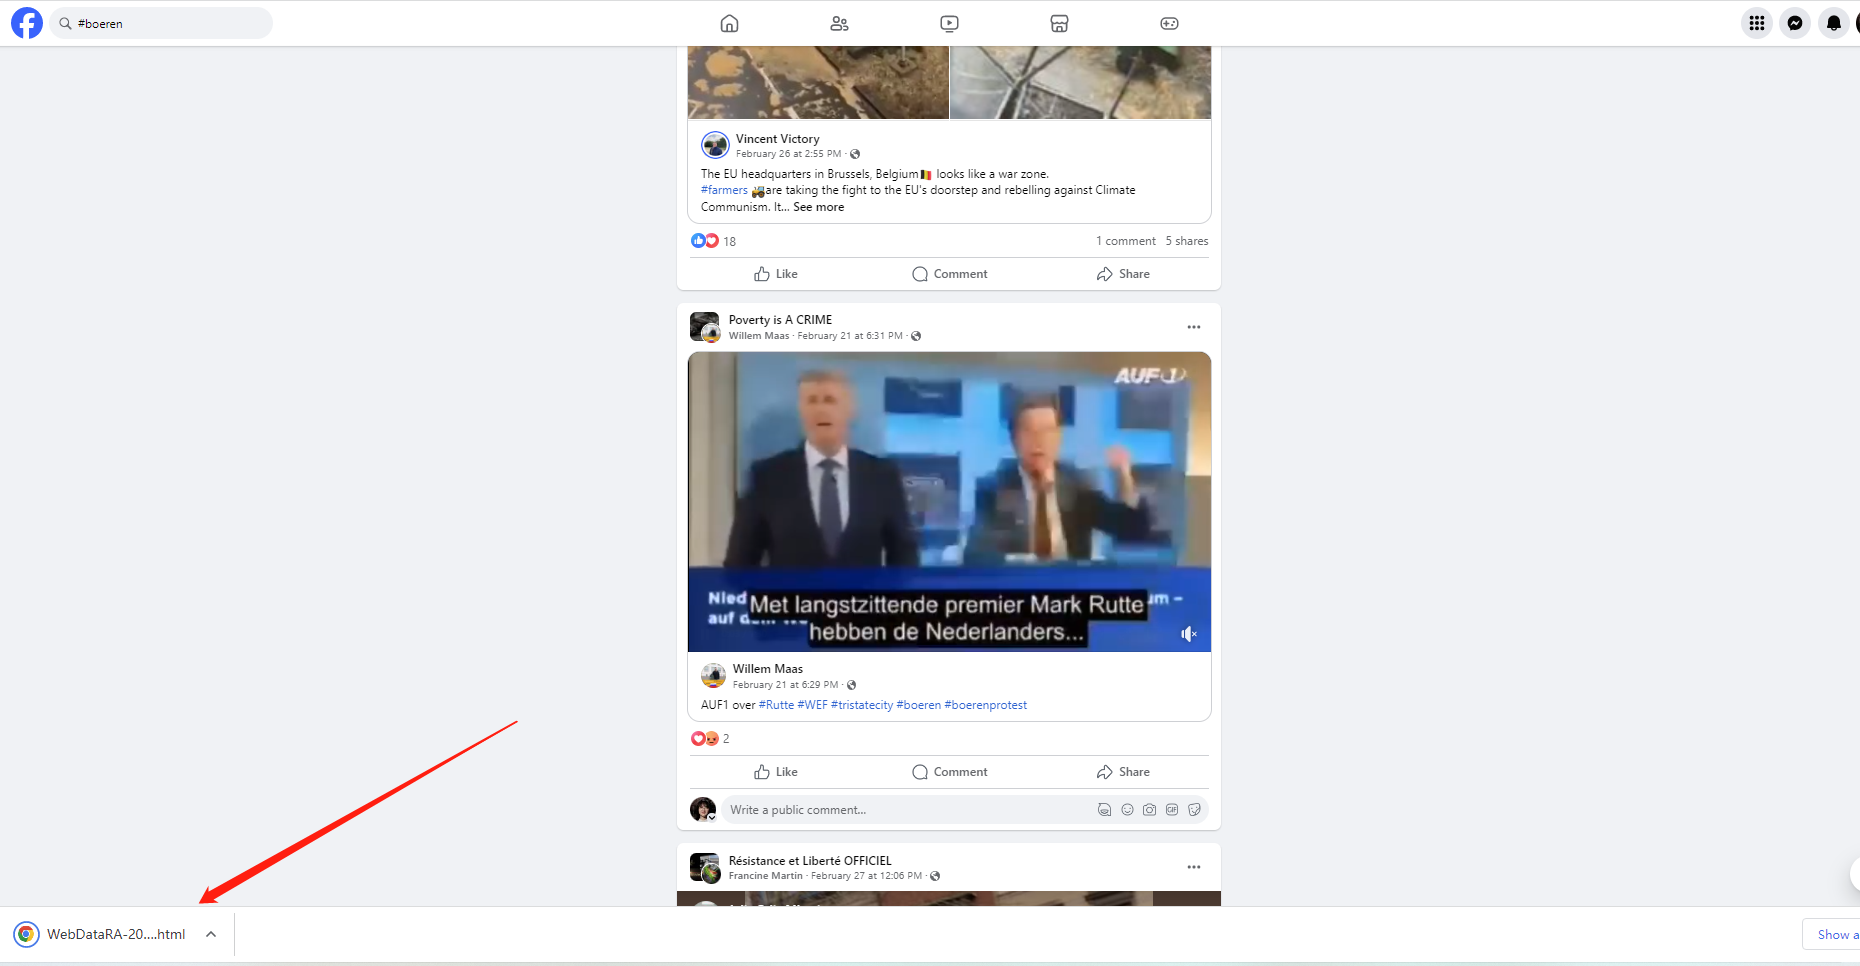 #boeren
Vincent Victory
February 26 at 2:55 PM ·
The EU headquarters in Brussels, Belgium🇧🇪 looks like a war zone.
#farmers 🚜are taking the fight to the EU's doorstep and rebelling against Climate
Communism. It... See more
18
1 comment 5 shares
Like Comment Share
Poverty is A CRIME
Willem Maas · February 21 at 6:31 PM ·
AUF1
Nied
um –
auf d
Met langstzittende premier Mark Rutte
hebben de Nederlanders...
Willem Maas
February 21 at 6:29 PM ·
AUF1 over #Rutte #WEF #tristatecity #boeren #boerenprotest
2
Like Comment Share
Write a public comment...
GIF
Résistance et Liberté OFFICIEL
Francine Martin · February 27 at 12:06 PM ·
WebDataRA-20....html
Show a